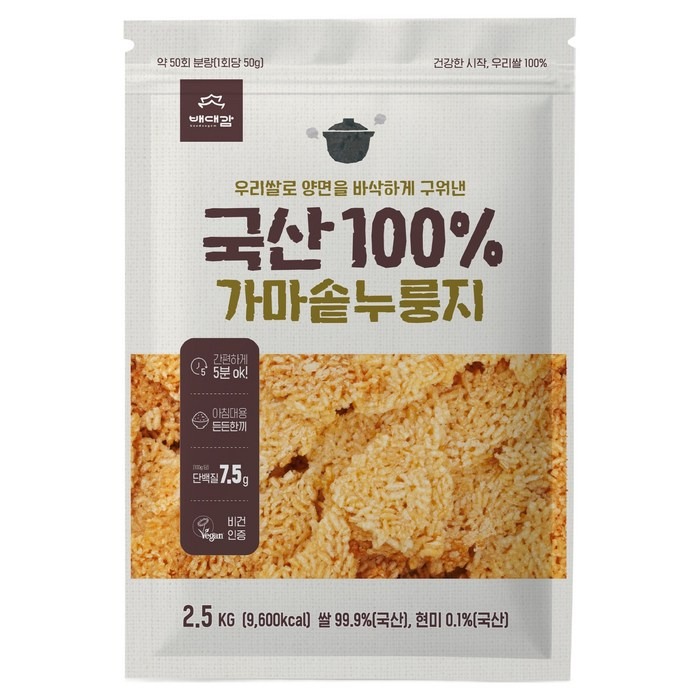 약 50회 분량(1회당 50g)
건강한 시작, 우리쌀 100%
배대감
우리쌀로 양면을 바삭하게 구워낸
국산 100%
가마솥누룽지
간편하게
5분 ok!
5
아침대용
든든한끼
단백질 7.5g
Vegan
비건
인증
2.5 KG (9,600kcal) 쌀 99.9%(국산), 현미 0.1%(국산)